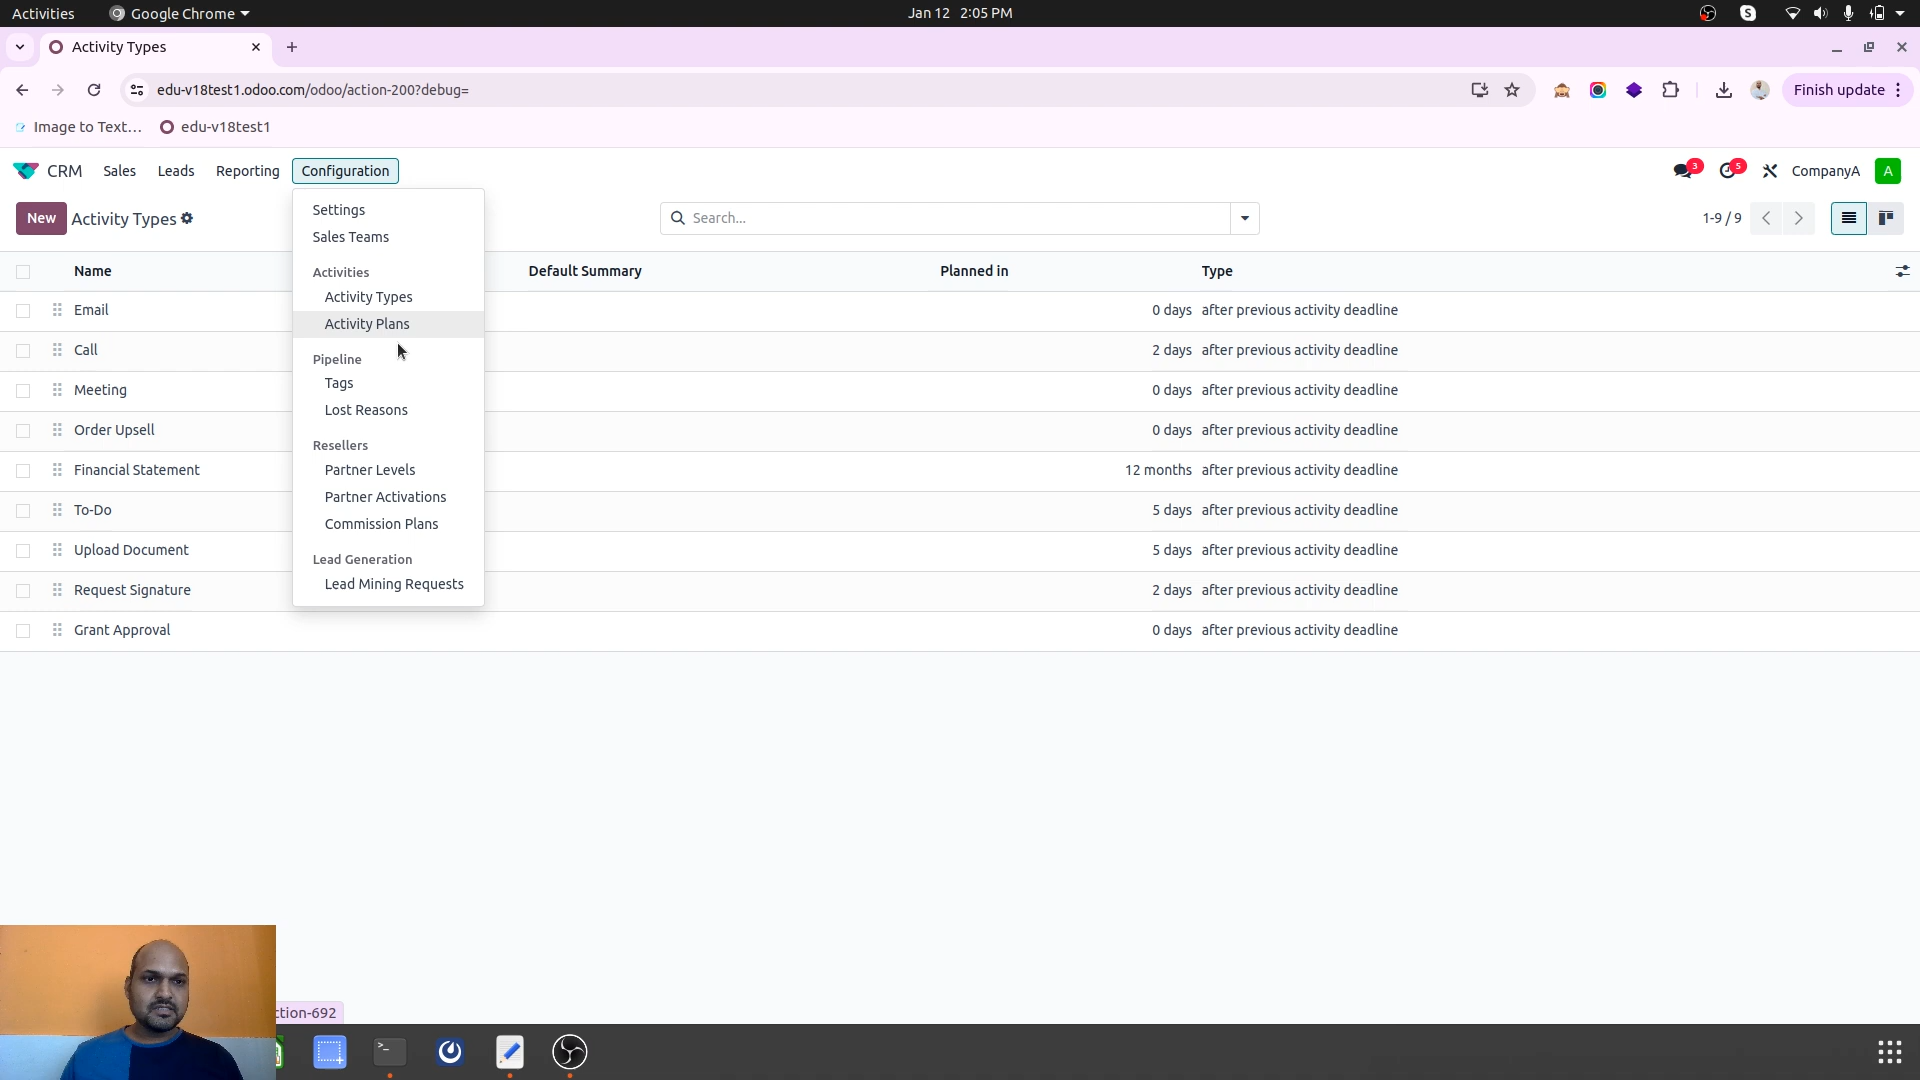 Activities Google Chrome Jan 12 2:05 PM S
Activity Types
edu-v18test1.odoo.com/odoo/action-200?debug= Finish update
Image to Text... edu-v18test1
CRM Sales Leads Reporting Configuration 3 5 CompanyA A
New Activity Types Search... 1-9 / 9
Settings
Sales Teams
Activities
Activity Types
Activity Plans
Pipeline
Tags
Lost Reasons
Resellers
Partner Levels
Partner Activations
Commission Plans
Lead Generation
Lead Mining Requests
Name Default Summary Planned in Type
Email 0 days after previous activity deadline
Call 2 days after previous activity deadline
Meeting 0 days after previous activity deadline
Order Upsell 0 days after previous activity deadline
Financial Statement 12 months after previous activity deadline
To-Do 5 days after previous activity deadline
Upload Document 5 days after previous activity deadline
Request Signature 2 days after previous activity deadline
Grant Approval 0 days after previous activity deadline
ction-692